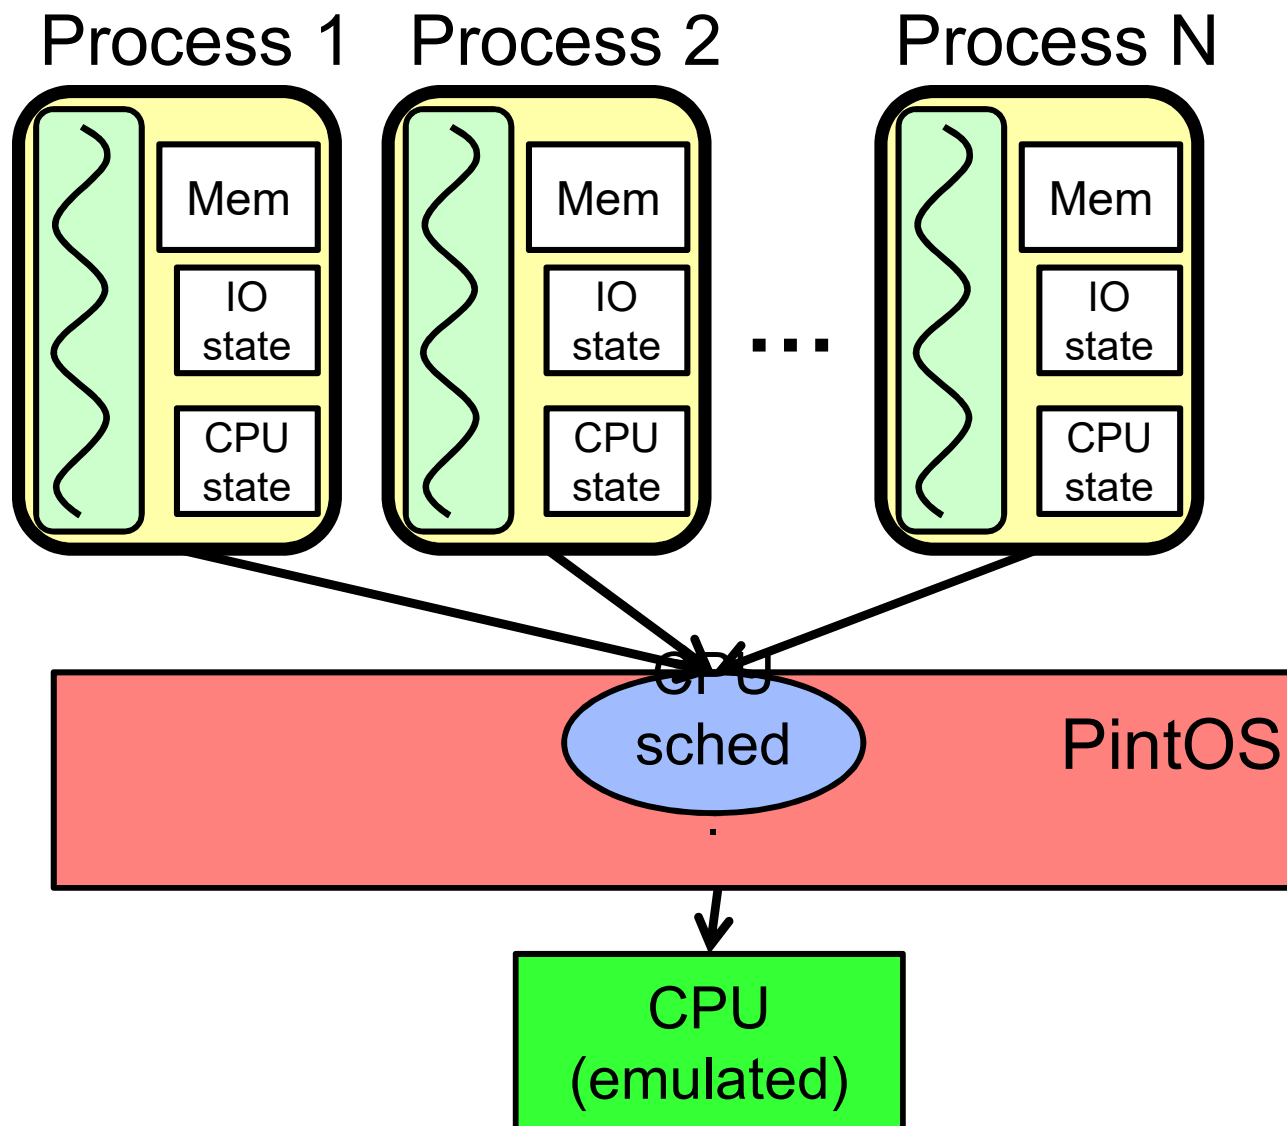 Process 1
Process 2
Process N
Mem
IO
state
CPU
state
Mem
IO
state
CPU
state
...
Mem
IO
state
CPU
state
CPU
sched
.
PintOS
CPU
(emulated)